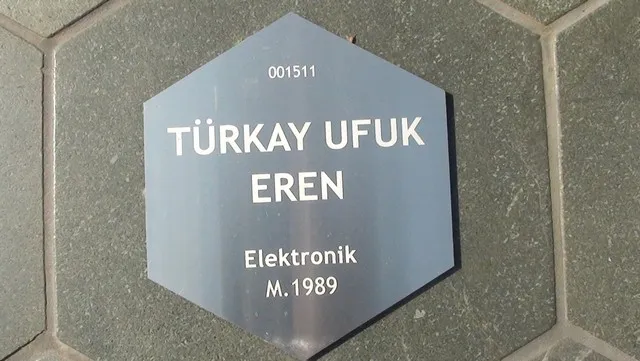 001511
TÜRKAY UFUK
EREN
Elektronik
M.1989